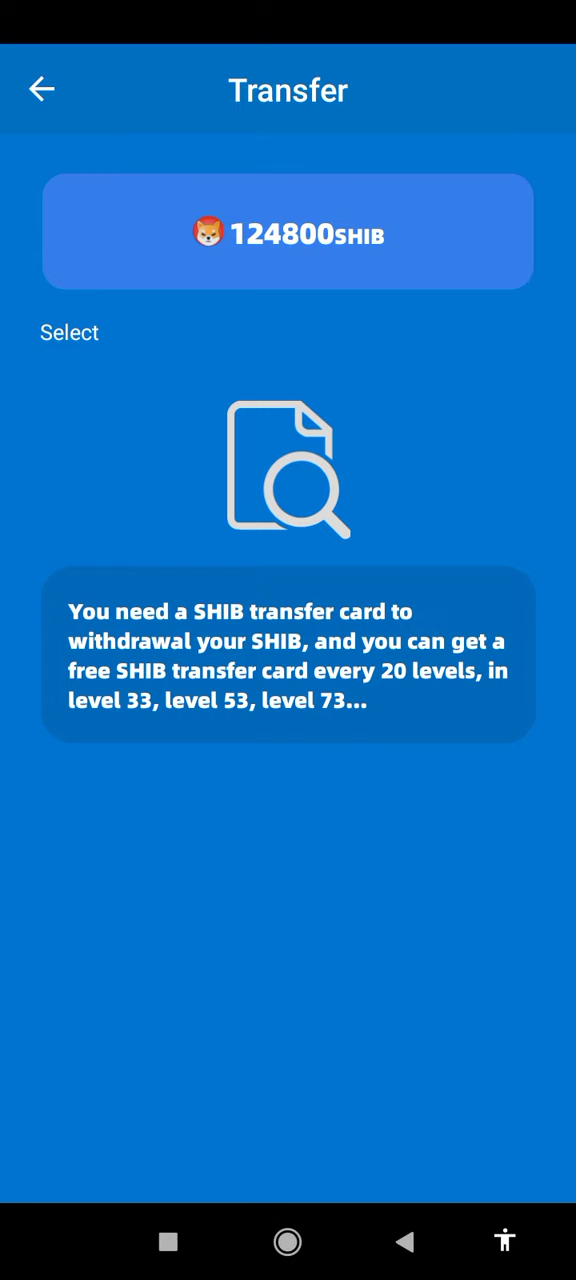 Transfer
124800SHIB
Select
You need a SHIB transfer card to
withdrawal your SHIB, and you can get a
free SHIB transfer card every 20 levels, in
level 33, level 53, level 73...